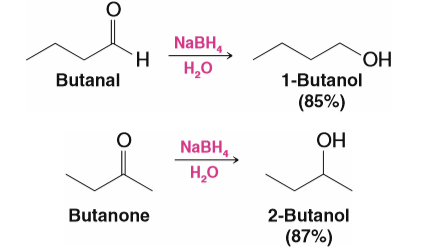 O
H
NaBH₄
H₂O
OH
Butanal
1-Butanol
(85%)
O
NaBH₄
H₂O
OH
Butanone
2-Butanol
(87%)